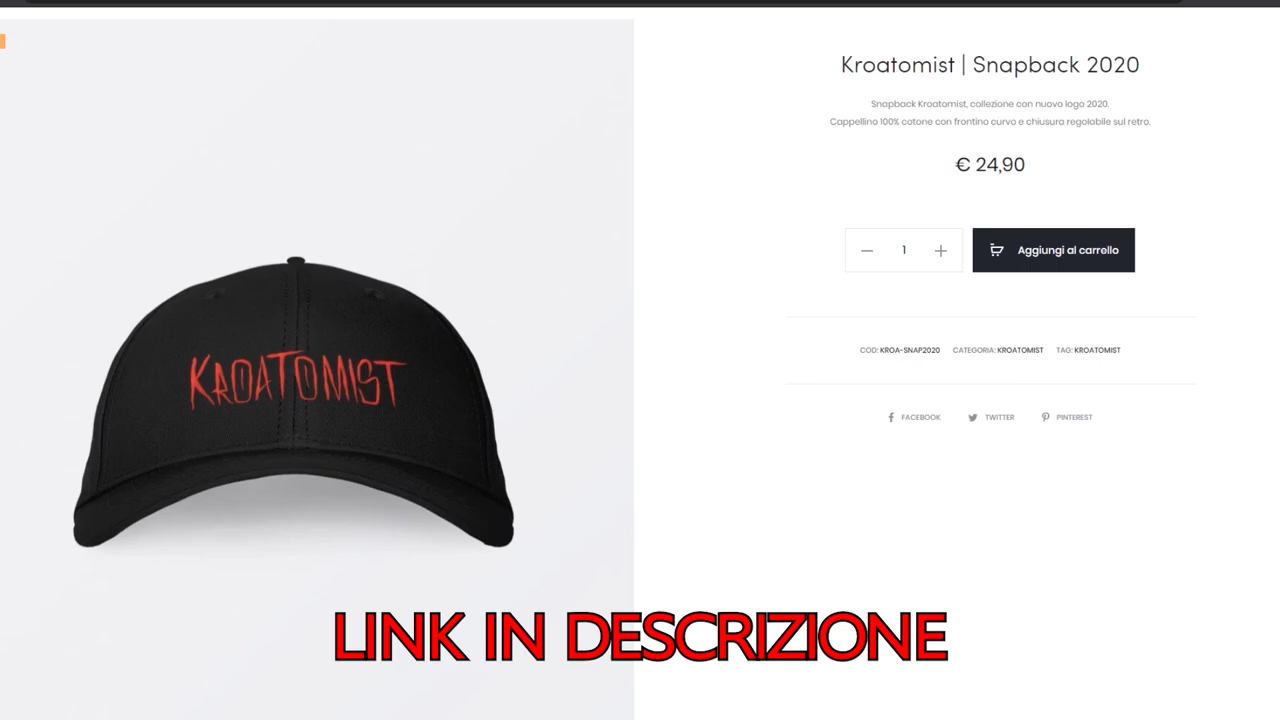 KROATOMIST
Kroatomist | Snapback 2020
Snapback Kroatomist, collezione con nuovo logo 2020.
Cappellino 100% cotone con frontino curvo e chiusura regolabile sul retro.
€ 24,90
1
Aggiungi al carrello
COD: KROA-SNAP2020 CATEGORIA: KROATOMIST TAG: KROATOMIST
FACEBOOK TWITTER PINTEREST
LINK IN DESCRIZIONE